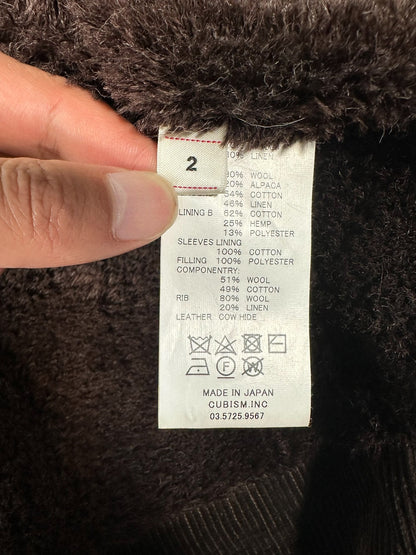 2
LINEN
WOOL
20% ALPACA
54% COTTON
46% LINEN
LINING B 62% COTTON
25% HEMP
13% POLYESTER
SLEEVES LINING
100% COTTON
FILLING 100% POLYESTER
COMPONENTRY:
51% WOOL
49% COTTON
RIB 80% WOOL
20% LINEN
LEATHER COW HIDE
F
W
MADE IN JAPAN
CUBISM.INC
03.5725.9567